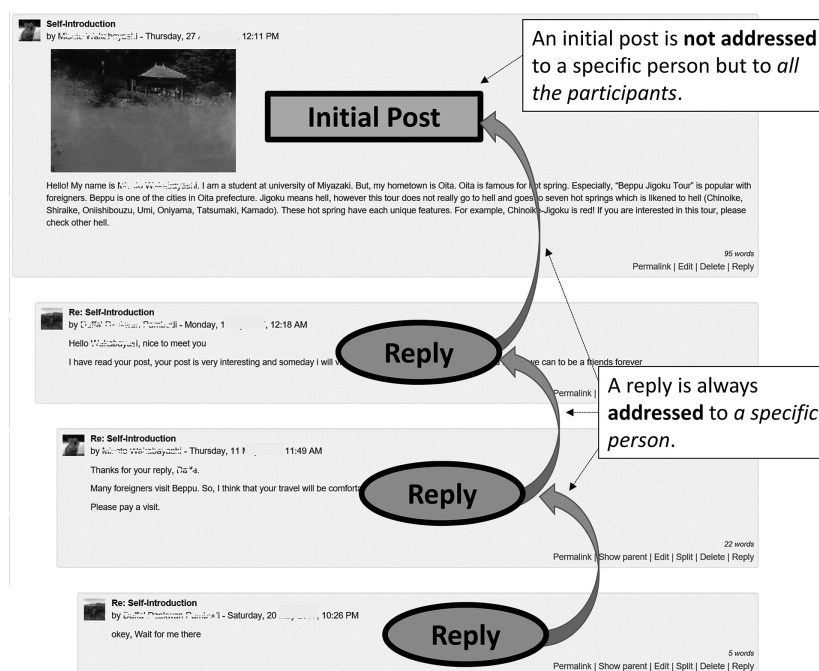 Self-Introduction
by - Thursday, 27 12:11 PM
An initial post is not addressed
to a specific person but to all
the participants.
Initial Post
Hello! My name is . I am a student at university of Miyazaki. But, my hometown is Oita. Oita is famous for hot spring. Especially, "Beppu Jigoku Tour" is popular with
foreigners. Beppu is one of the cities in Oita prefecture. Jigoku means hell, however this tour does not really go to hell and goes to seven hot springs which is likened to hell (Chinoike,
Shiraike, Oniishibouzu, Umi, Oniyama, Tatsumaki, Kamado). These hot spring have each unique features. For example, Chinoike-Jigoku is red! If you are interested in this tour, please
check other hell.
95 words
Permalink | Edit | Delete | Reply
Re: Self-Introduction
by - Monday, 1 , 12:18 AM
Hello , nice to meet you
I have read your post, your post is very interesting and someday i will we can to be a friends forever
Reply
Permalink |
A reply is always
addressed to a specific
person.
Re: Self-Introduction
by - Thursday, 11 11:49 AM
Thanks for your reply,
Many foreigners visit Beppu. So, I think that your travel will be
Please pay a visit.
Reply
22 words
Permalink | Show parent | Edit | Split | Delete | Reply
Re: Self-Introduction
by - Saturday, 20 , 10:26 PM
okey, Wait for me there
Reply
5 words
Permalink | Show parent | Edit | Split | Delete | Reply